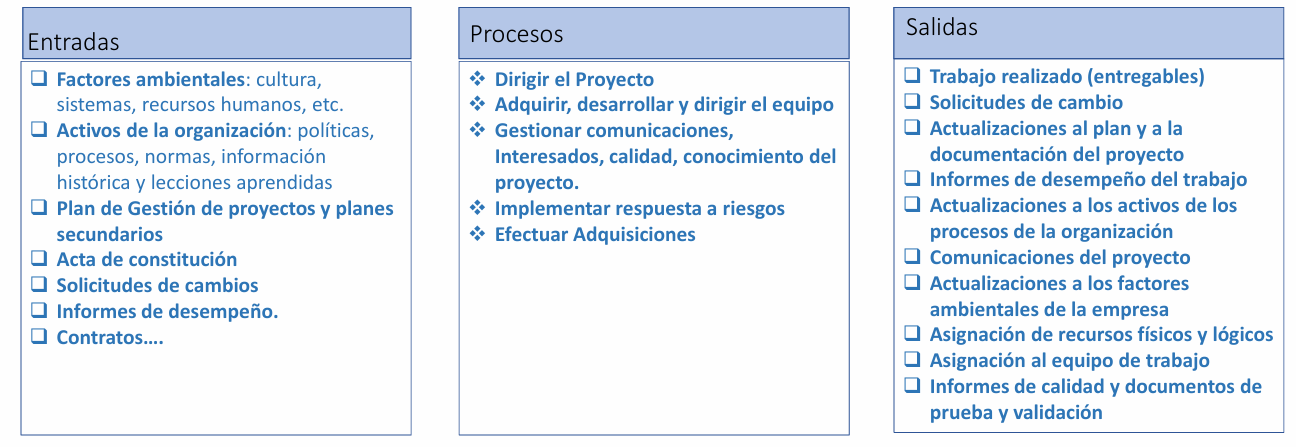 Entradas
Factores ambientales: cultura,
sistemas, recursos humanos, etc.
Activos de la organización: políticas,
procesos, normas, información
histórica y lecciones aprendidas
Plan de Gestión de proyectos y planes
secundarios
Acta de constitución
Solicitudes de cambios
Informes de desempeño.
Contratos….
Procesos
Dirigir el Proyecto
Adquirir, desarrollar y dirigir el equipo
Gestionar comunicaciones,
Interesados, calidad, conocimiento del
proyecto.
Implementar respuesta a riesgos
Efectuar Adquisiciones
Salidas
Trabajo realizado (entregables)
Solicitudes de cambio
Actualizaciones al plan y a la
documentación del proyecto
Informes de desempeño del trabajo
Actualizaciones a los activos de los
procesos de la organización
Comunicaciones del proyecto
Actualizaciones a los factores
ambientales de la empresa
Asignación de recursos físicos y lógicos
Asignación al equipo de trabajo
Informes de calidad y documentos de
prueba y validación